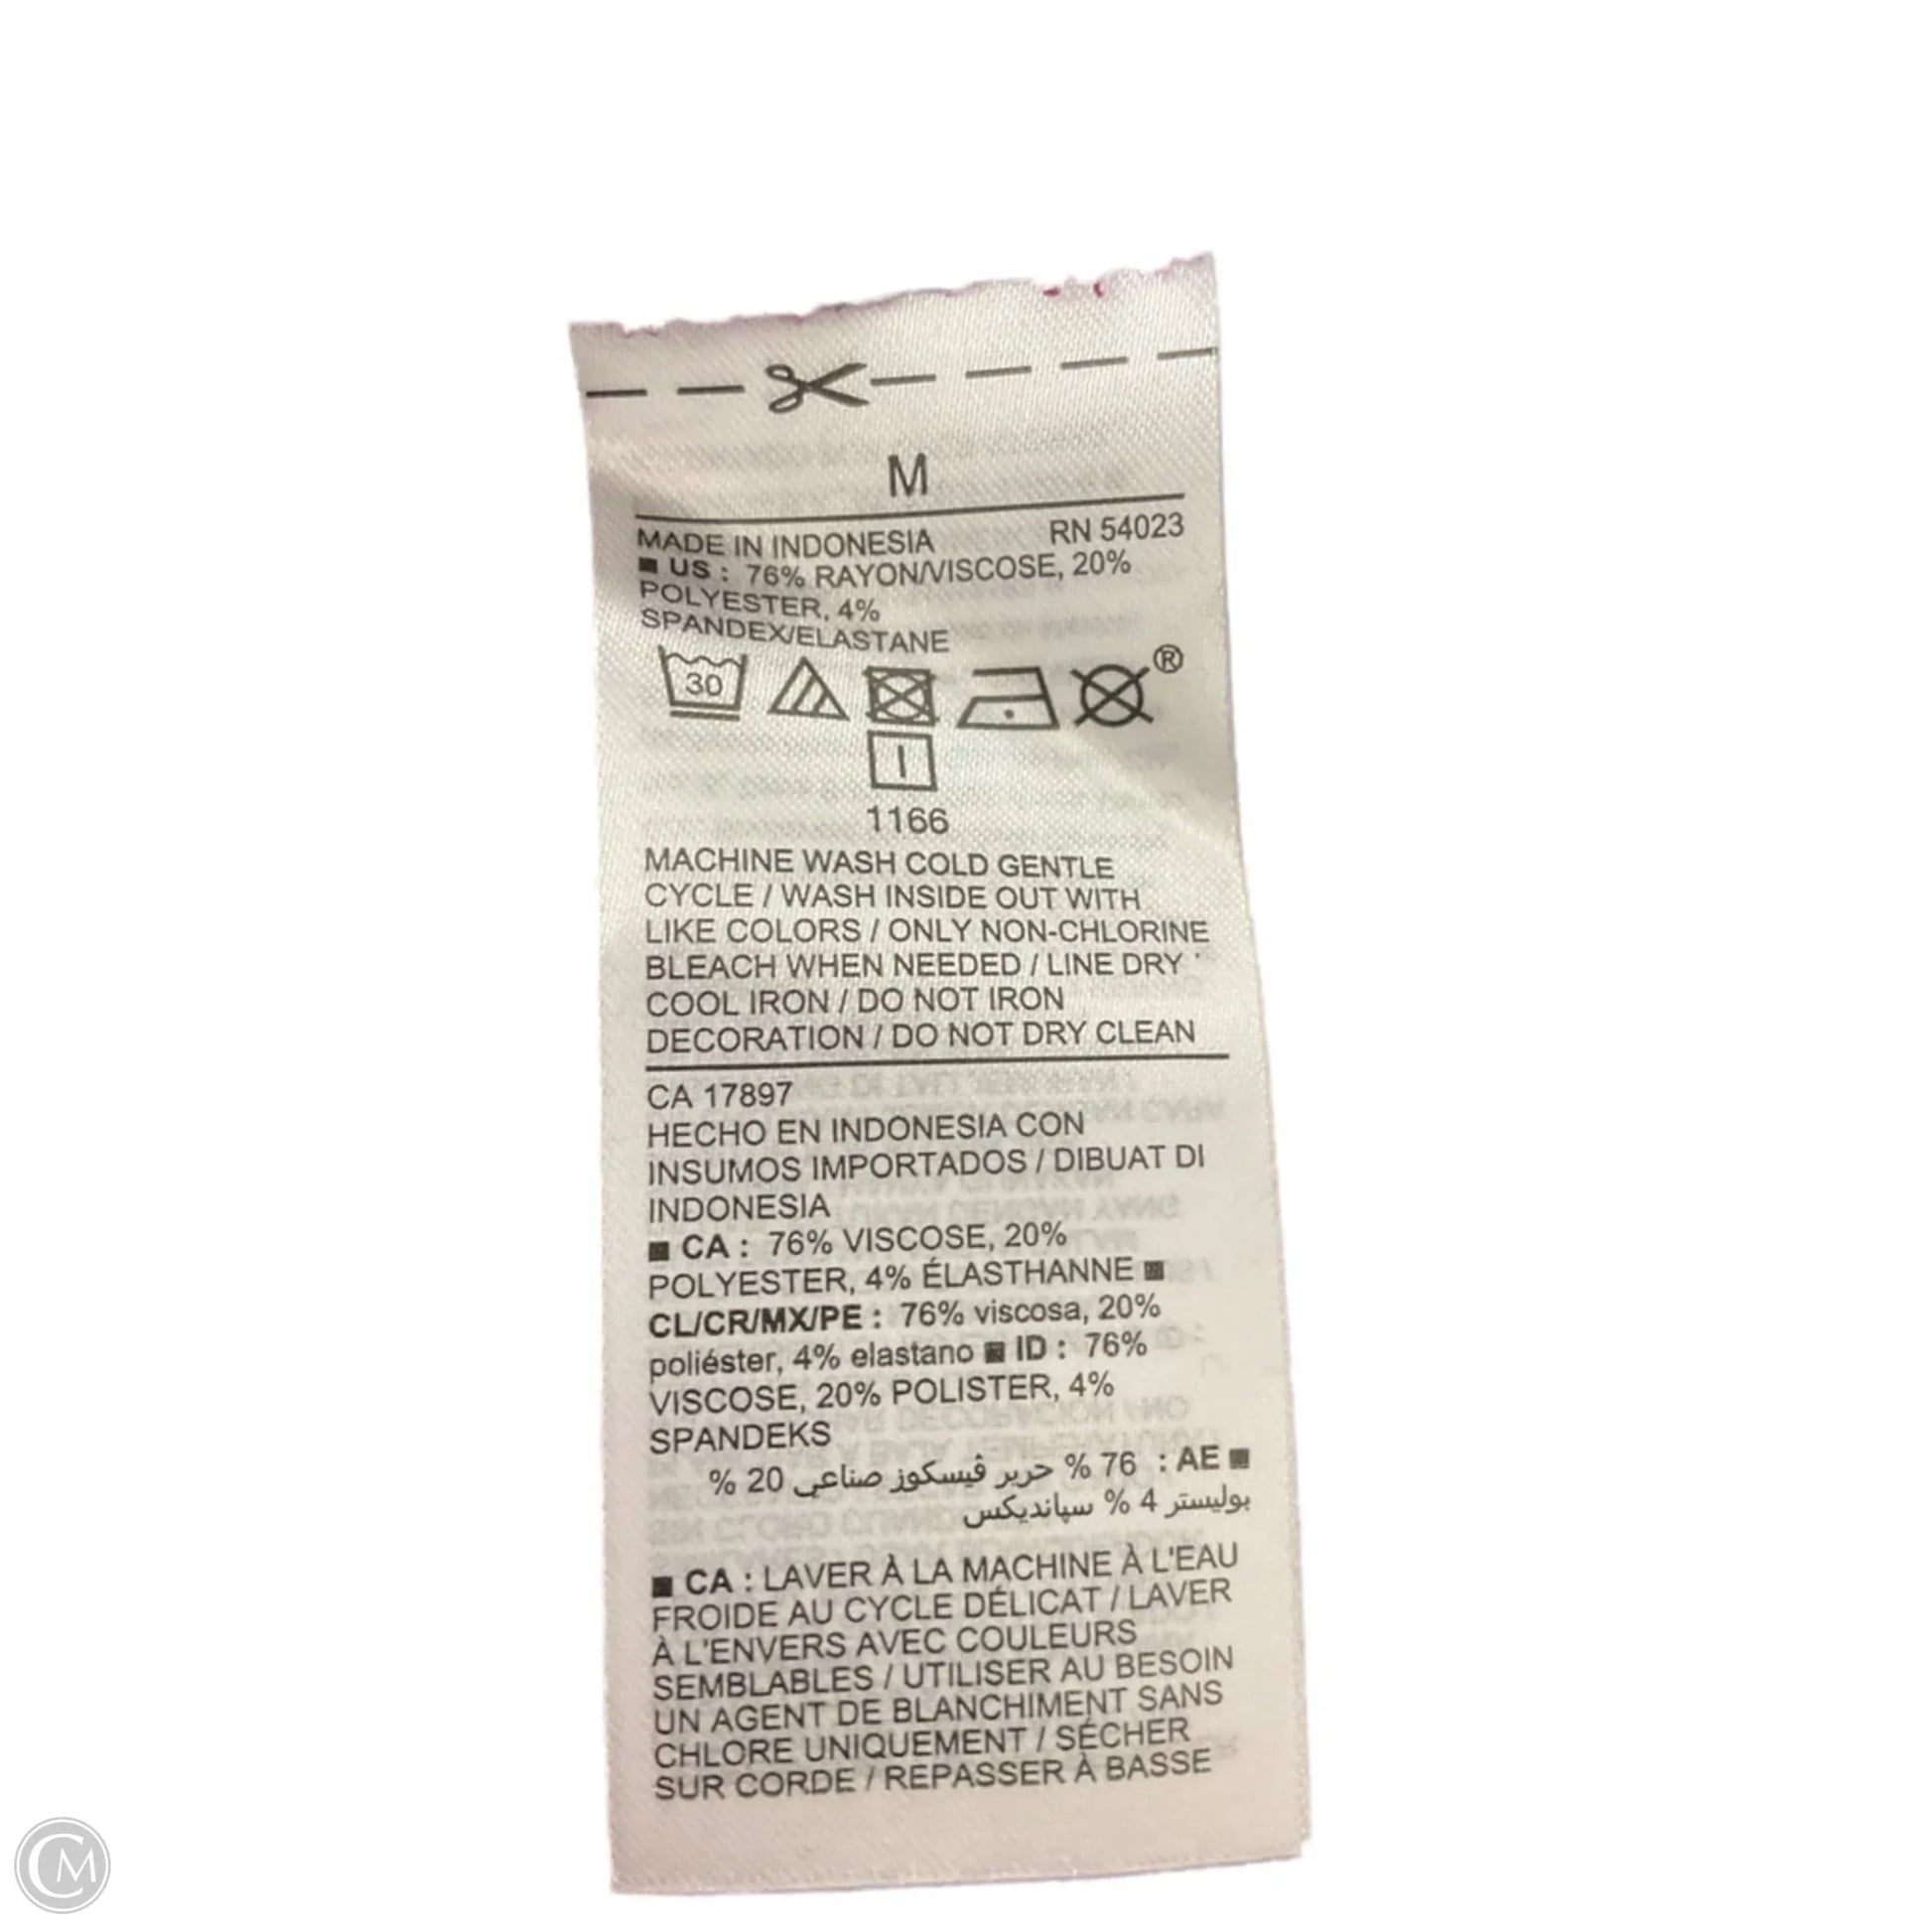 M
MADE IN INDONESIA RN 54023
■ US : 76% RAYON/VISCOSE, 20%
POLYESTER, 4%
SPANDEX/ELASTANE
30
®
1166
MACHINE WASH COLD GENTLE
CYCLE / WASH INSIDE OUT WITH
LIKE COLORS / ONLY NON-CHLORINE
BLEACH WHEN NEEDED / LINE DRY
COOL IRON / DO NOT IRON
DECORATION / DO NOT DRY CLEAN
CA 17897
HECHO EN INDONESIA CON
INSUMOS IMPORTADOS / DIBUAT DI
INDONESIA
■ CA : 76% VISCOSE, 20%
POLYESTER, 4% ÉLASTHANNE ■
CL/CR/MX/PE : 76% viscosa, 20%
poliéster, 4% elastano ■ ID : 76%
VISCOSE, 20% POLISTER, 4%
SPANDEKS
■ AE : 76 % حرير ڤيسكوز صناعي 20 %
بوليستر 4 % سپانديكس
■ CA : LAVER À LA MACHINE À L'EAU
FROIDE AU CYCLE DÉLICAT / LAVER
À L'ENVERS AVEC COULEURS
SEMBLABLES / UTILISER AU BESOIN
UN AGENT DE BLANCHIMENT SANS
CHLORE UNIQUEMENT / SÉCHER
SUR CORDE / REPASSER À BASSE
CM